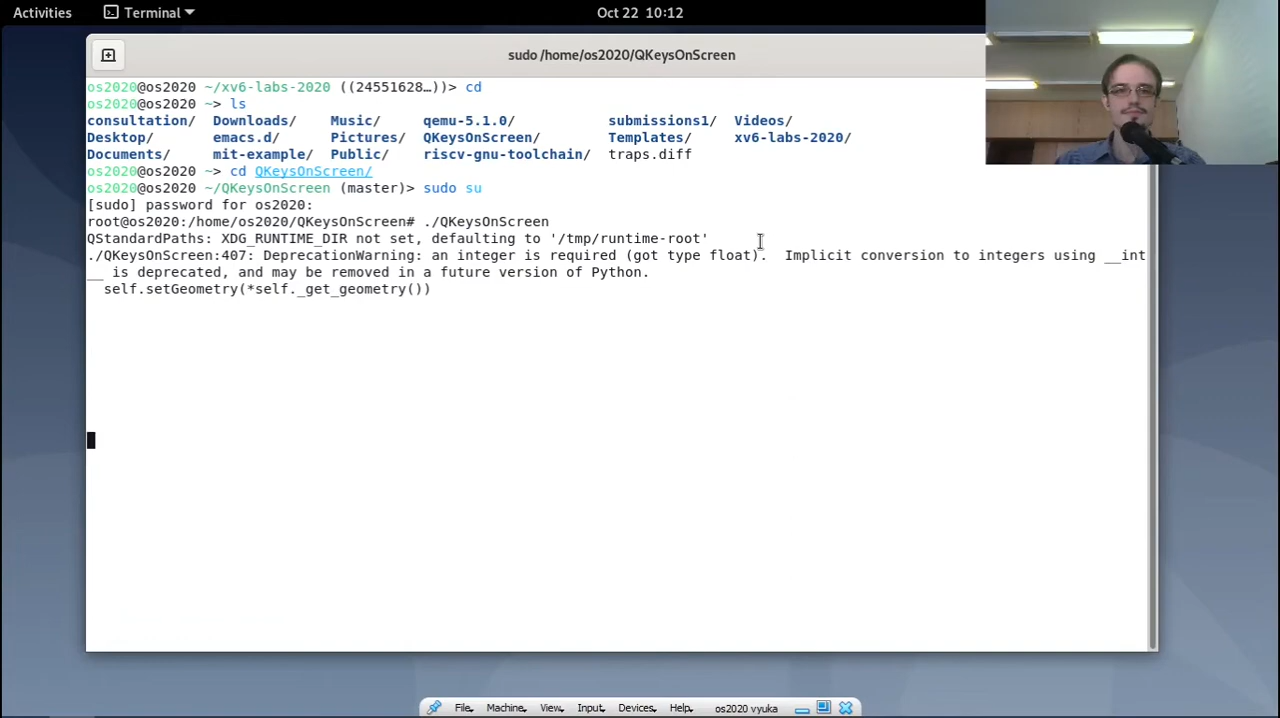 Activities Terminal Oct 22 10:12
sudo /home/os2020/QKeysOnScreen
os2020@os2020 ~/xv6-labs-2020 ((24551628…))> cd
os2020@os2020 ~> ls
consultation/ Downloads/ Music/ qemu-5.1.0/ submissions1/ Videos/
Desktop/ emacs.d/ Pictures/ QKeysOnScreen/ Templates/ xv6-labs-2020/
Documents/ mit-example/ Public/ riscv-gnu-toolchain/ traps.diff
os2020@os2020 ~> cd QKeysOnScreen/
os2020@os2020 ~/QKeysOnScreen (master)> sudo su
[sudo] password for os2020:
root@os2020:/home/os2020/QKeysOnScreen# ./QKeysOnScreen
QStandardPaths: XDG_RUNTIME_DIR not set, defaulting to '/tmp/runtime-root'
./QKeysOnScreen:407: DeprecationWarning: an integer is required (got type float).  Implicit conversion to integers using __int
__ is deprecated, and may be removed in a future version of Python.
  self.setGeometry(*self._get_geometry())
File Machine View Input Devices Help os2020 vyuka